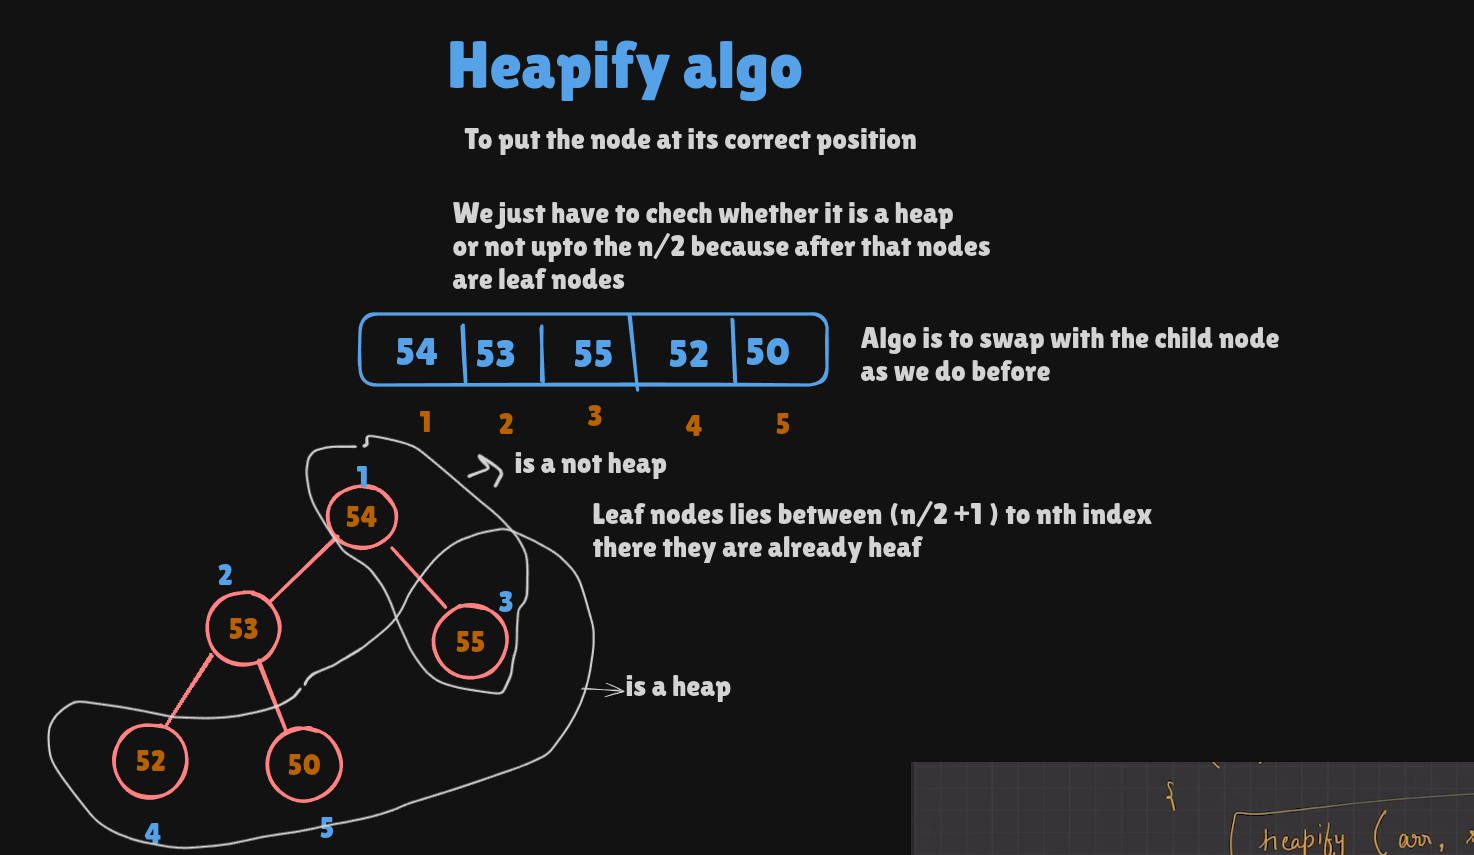 Heapify algo
To put the node at its correct position
We just have to chech whether it is a heap
or not upto the n/2 because after that nodes
are leaf nodes
54 53 55 52 50
Algo is to swap with the child node
as we do before
1 2 3 4 5
is a not heap
1
54
Leaf nodes lies between (n/2 +1 ) to nth index
there they are already heaf
2
53
3
55
is a heap
52
50
4
5
{
heapify ( arr,